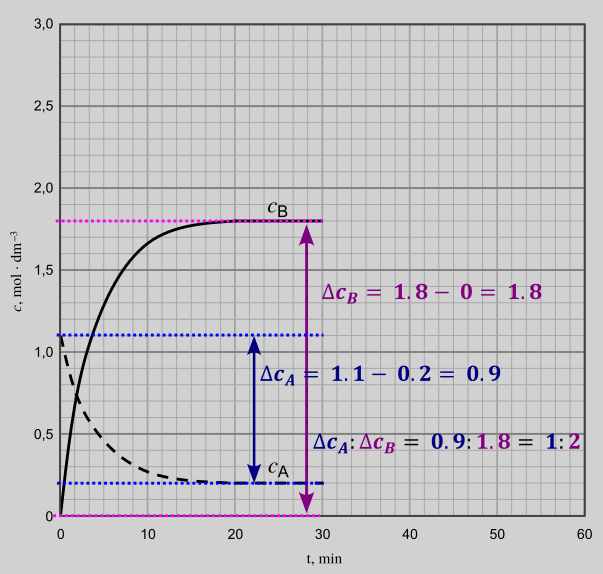 3,0
2,5
2,0
1,5
1,0
0,5
0
c, mol · dm⁻³
c_B
Δc_B = 1.8 − 0 = 1.8
Δc_A = 1.1 − 0.2 = 0.9
Δc_A: Δc_B = 0.9: 1.8 = 1: 2
c_A
0 10 20 30 40 50 60
t, min